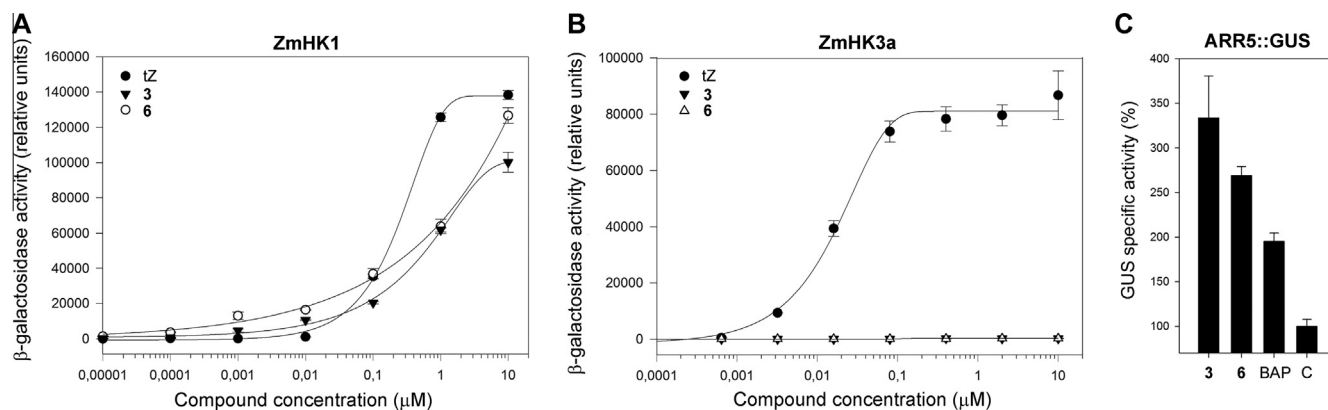 A
ZmHK1
β-galactosidase activity (relative units)
160000
140000
120000
100000
80000
60000
40000
20000
0
tZ
3
6
0,00001 0,0001 0,001 0,01 0,1 1 10
Compound concentration (μM)
B
ZmHK3a
β-galactosidase activity (relative units)
100000
80000
60000
40000
20000
0
tZ
3
6
0,0001 0,001 0,01 0,1 1 10
Compound concentration (μM)
C
ARR5::GUS
GUS specific activity (%)
400
350
300
250
200
150
100
3 6 BAP C